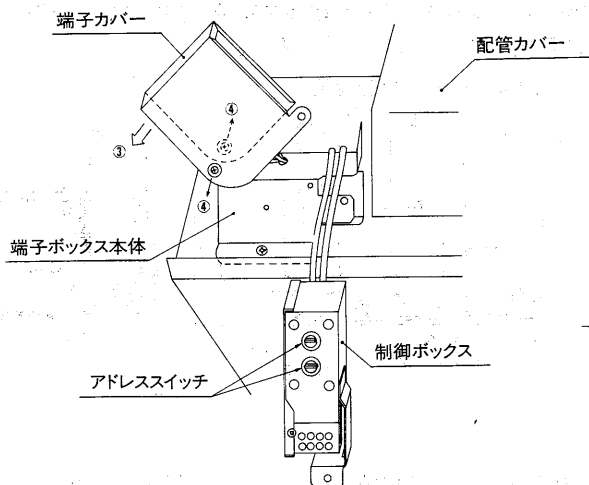 端子カバー
配管カバー
④
③
④
端子ボックス本体
制御ボックス
アドレススイッチ